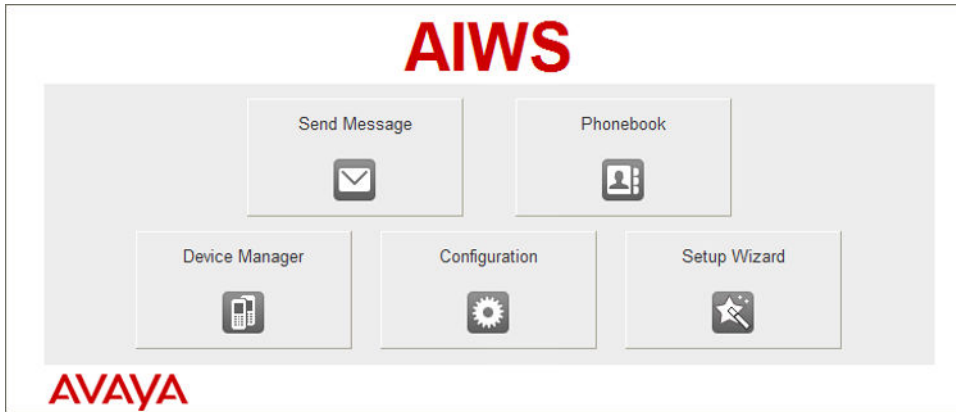 AIWS
Send Message
Phonebook
Device Manager
Configuration
Setup Wizard
AVAYA